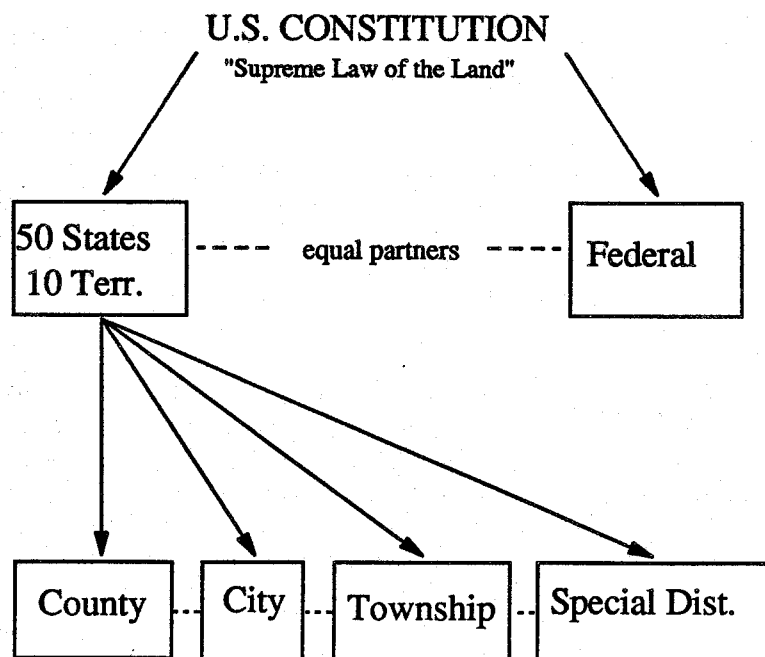 U.S. CONSTITUTION
"Supreme Law of the Land"
50 States
10 Terr.
equal partners
Federal
County
City
Township
Special Dist.